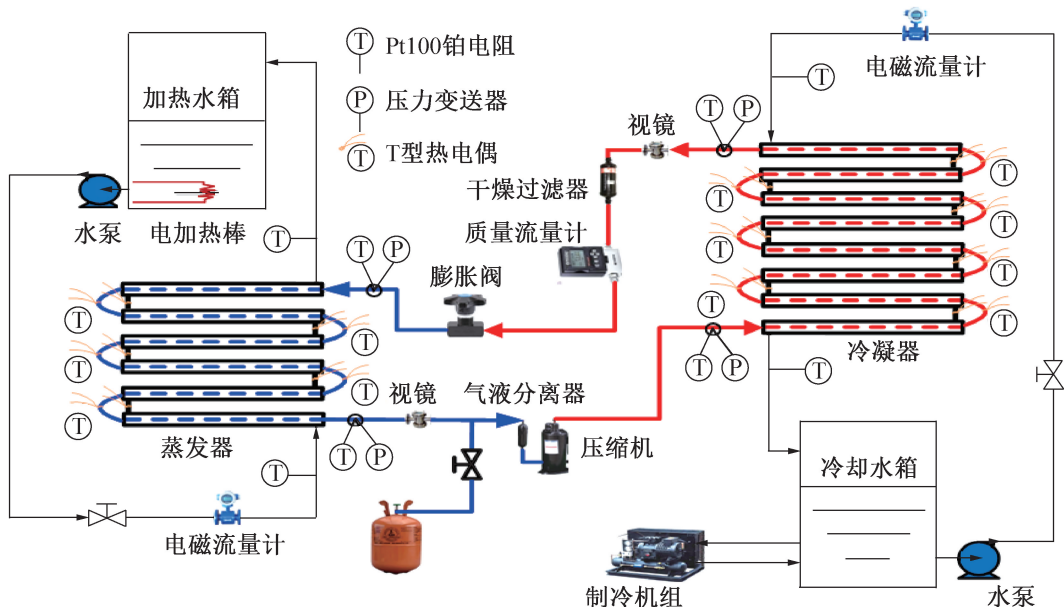 加热水箱
水泵
电加热棒
T
T Pt100铂电阻
P 压力变送器
T T型热电偶
电磁流量计
T
视镜
T P
干燥过滤器
质量流量计
膨胀阀
T P
T
T
T
T
T
T
T
T
T
T
T
T
T
T P
冷凝器
T
蒸发器
视镜
气液分离器
压缩机
T P
T
电磁流量计
冷却水箱
制冷机组
水泵